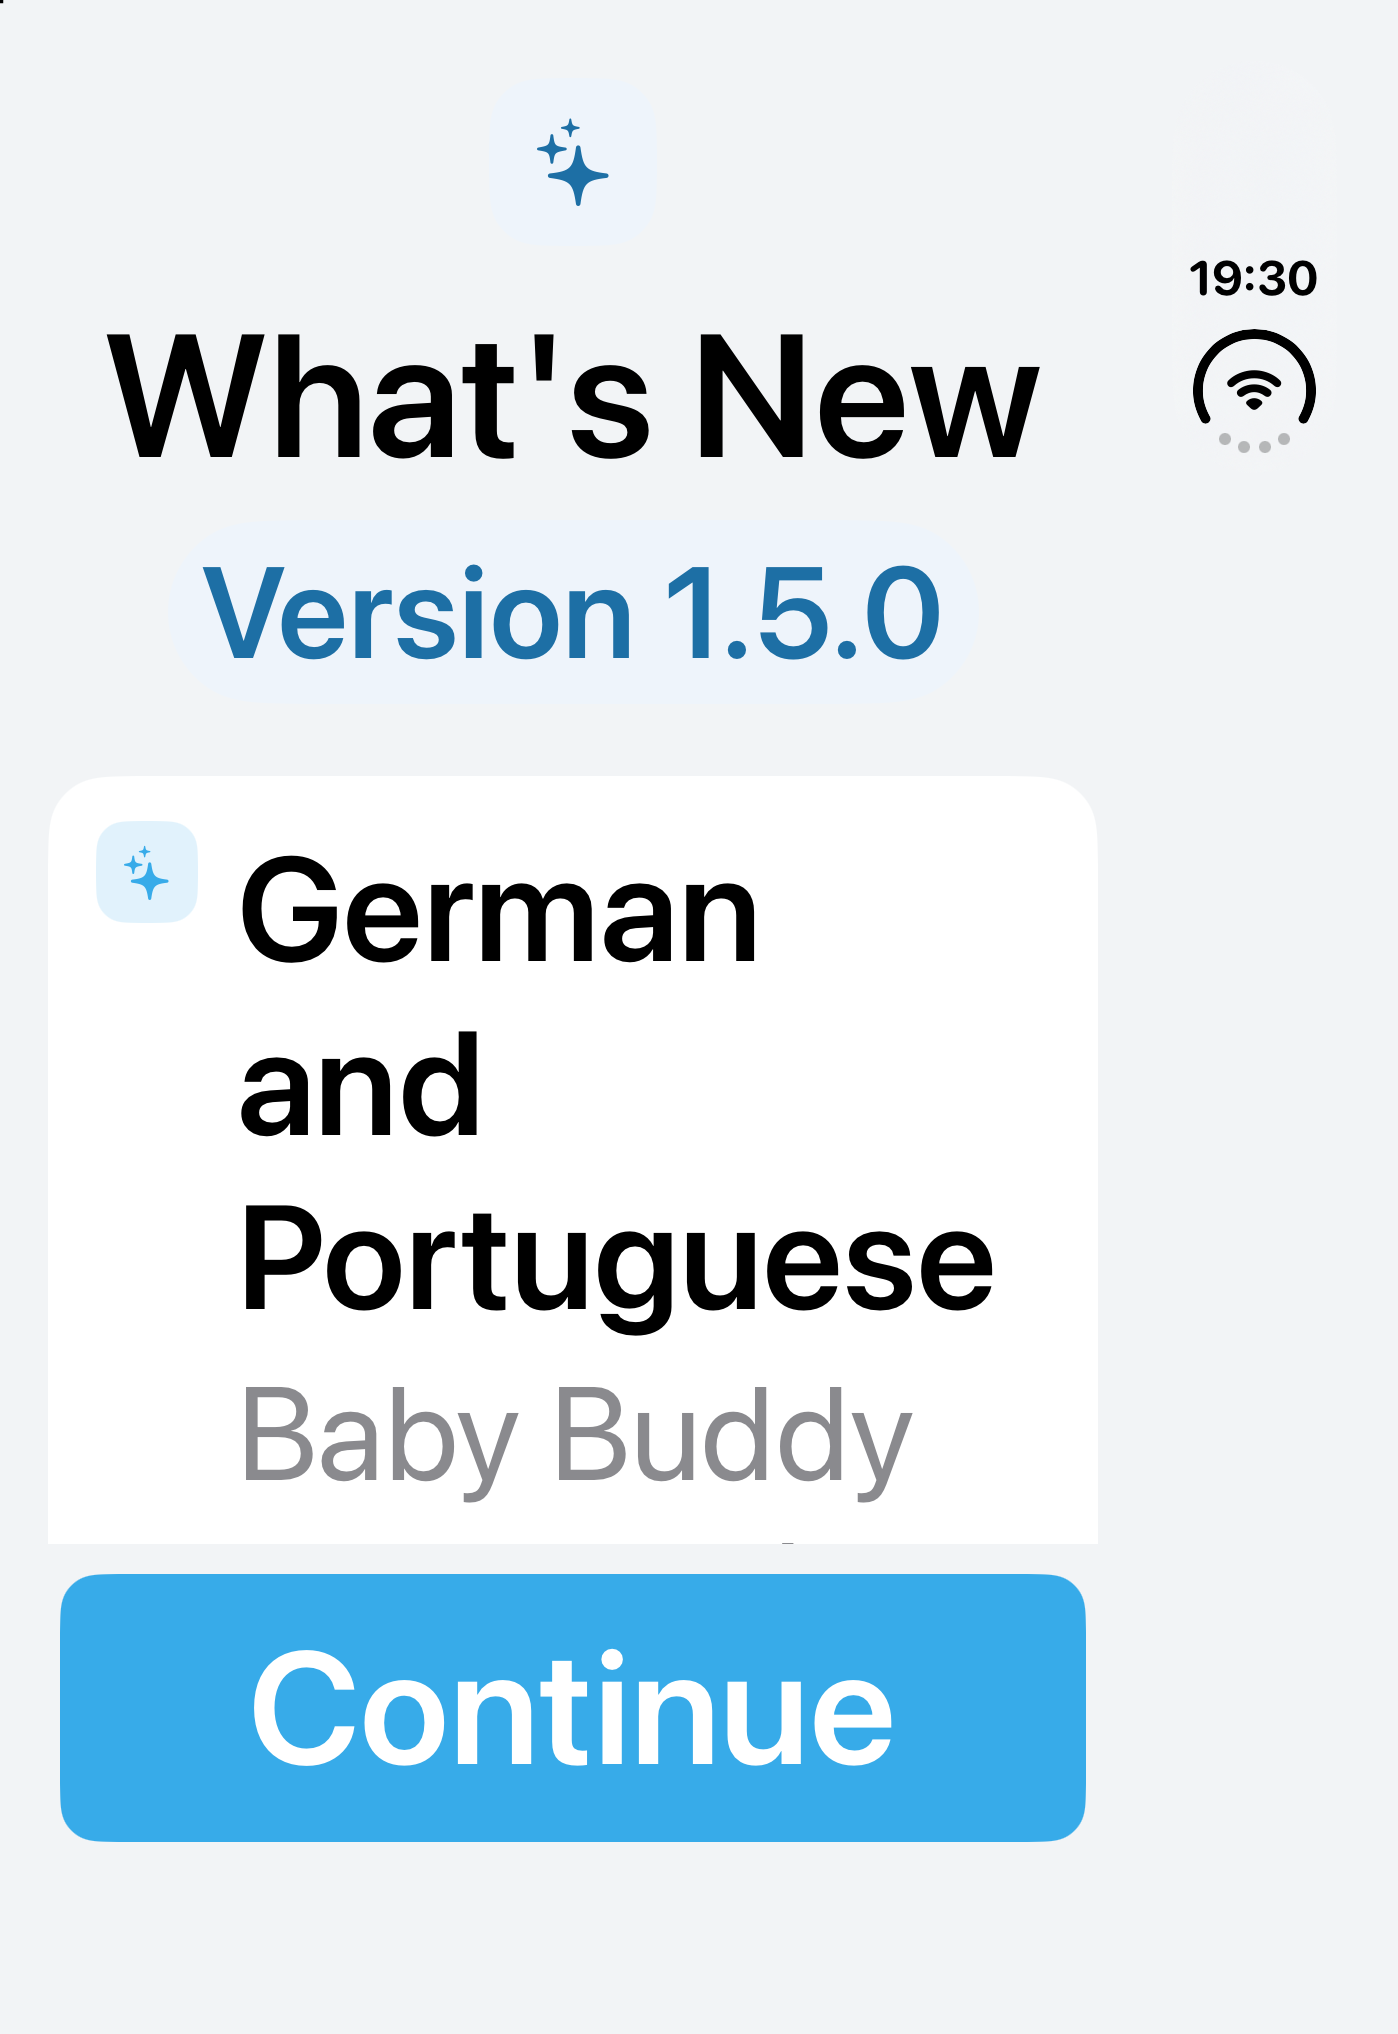 19:30
What's New
Version 1.5.0
German
and
Portuguese
Baby Buddy
Continue